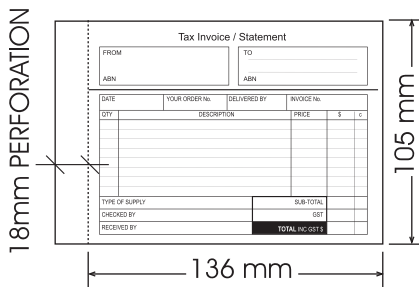 Tax Invoice / Statement
FROM TO
ABN ABN
DATE YOUR ORDER No. DELIVERED BY INVOICE No.
QTY DESCRIPTION PRICE $ c
TYPE OF SUPPLY SUB-TOTAL
CHECKED BY GST
RECEIVED BY TOTAL INC GST $
18mm PERFORATION
105 mm
136 mm